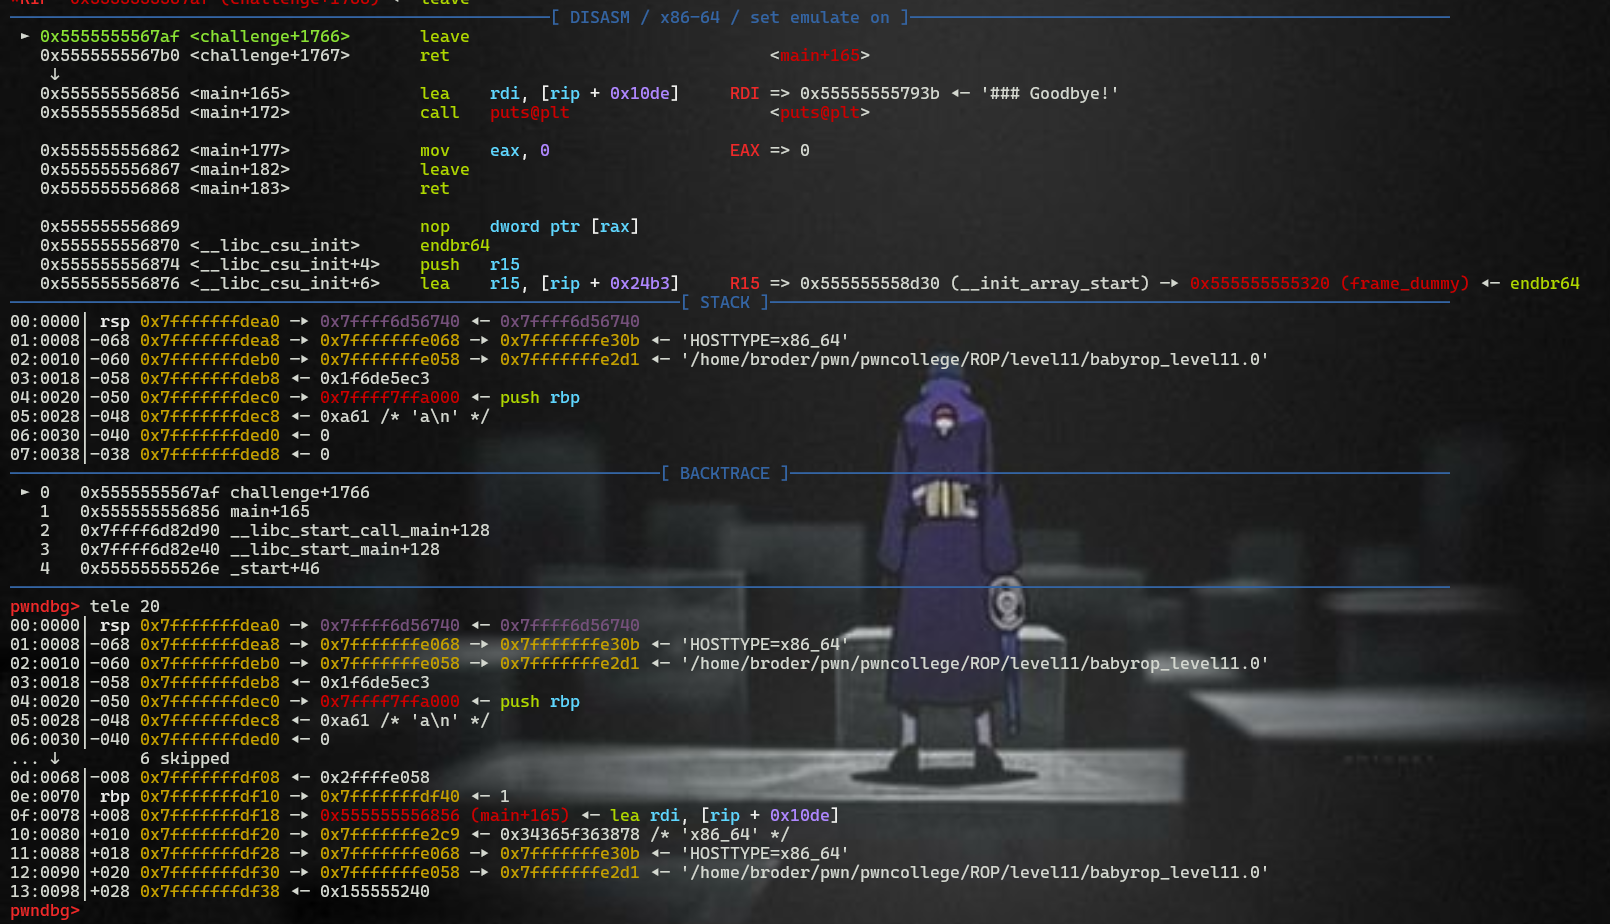 [ DISASM / x86-64 / set emulate on ]
► 0x5555555567af <challenge+1766> leave
0x5555555567b0 <challenge+1767> ret <main+165>
↓
0x555555556856 <main+165> lea rdi, [rip + 0x10de] RDI => 0x55555555793b ◂— '### Goodbye!'
0x55555555685d <main+172> call puts@plt <puts@plt>
0x555555556862 <main+177> mov eax, 0 EAX => 0
0x555555556867 <main+182> leave
0x555555556868 <main+183> ret
0x555555556869 nop dword ptr [rax]
0x555555556870 <__libc_csu_init> endbr64
0x555555556874 <__libc_csu_init+4> push r15
0x555555556876 <__libc_csu_init+6> lea r15, [rip + 0x24b3] R15 => 0x555555558d30 (__init_array_start) —▸ 0x555555555320 (frame_dummy) ◂— endbr64
[ STACK ]
00:0000│ rsp 0x7fffffffdea0 —▸ 0x7ffff6d56740 ◂— 0x7ffff6d56740
01:0008│-068 0x7fffffffdea8 —▸ 0x7fffffffe068 —▸ 0x7fffffffe30b ◂— 'HOSTTYPE=x86_64'
02:0010│-060 0x7fffffffdeb0 —▸ 0x7fffffffe058 —▸ 0x7fffffffe2d1 ◂— '/home/broder/pwn/pwncollege/ROP/level11/babyrop_level11.0'
03:0018│-058 0x7fffffffdeb8 ◂— 0x1f6de5ec3
04:0020│-050 0x7fffffffdec0 —▸ 0x7ffff7ffa000 ◂— push rbp
05:0028│-048 0x7fffffffdec8 ◂— 0xa61 /* 'a\n' */
06:0030│-040 0x7fffffffded0 ◂— 0
07:0038│-038 0x7fffffffded8 ◂— 0
[ BACKTRACE ]
► 0 0x5555555567af challenge+1766
1 0x555555556856 main+165
2 0x7ffff6d82d90 __libc_start_call_main+128
3 0x7ffff6d82e40 __libc_start_main+128
4 0x55555555526e _start+46
pwndbg> tele 20
00:0000│ rsp 0x7fffffffdea0 —▸ 0x7ffff6d56740 ◂— 0x7ffff6d56740
01:0008│-068 0x7fffffffdea8 —▸ 0x7fffffffe068 —▸ 0x7fffffffe30b ◂— 'HOSTTYPE=x86_64'
02:0010│-060 0x7fffffffdeb0 —▸ 0x7fffffffe058 —▸ 0x7fffffffe2d1 ◂— '/home/broder/pwn/pwncollege/ROP/level11/babyrop_level11.0'
03:0018│-058 0x7fffffffdeb8 ◂— 0x1f6de5ec3
04:0020│-050 0x7fffffffdec0 —▸ 0x7ffff7ffa000 ◂— push rbp
05:0028│-048 0x7fffffffdec8 ◂— 0xa61 /* 'a\n' */
06:0030│-040 0x7fffffffded0 ◂— 0
... ↓ 6 skipped
0d:0068│-008 0x7fffffffdf08 ◂— 0x2ffffe058
0e:0070│ rbp 0x7fffffffdf10 —▸ 0x7fffffffdf40 ◂— 1
0f:0078│+008 0x7fffffffdf18 —▸ 0x555555556856 (main+165) ◂— lea rdi, [rip + 0x10de]
10:0080│+010 0x7fffffffdf20 —▸ 0x7fffffffe2c9 ◂— 0x34365f363878 /* 'x86_64' */
11:0088│+018 0x7fffffffdf28 —▸ 0x7fffffffe068 —▸ 0x7fffffffe30b ◂— 'HOSTTYPE=x86_64'
12:0090│+020 0x7fffffffdf30 —▸ 0x7fffffffe058 —▸ 0x7fffffffe2d1 ◂— '/home/broder/pwn/pwncollege/ROP/level11/babyrop_level11.0'
13:0098│+028 0x7fffffffdf38 ◂— 0x155555240
pwndbg>